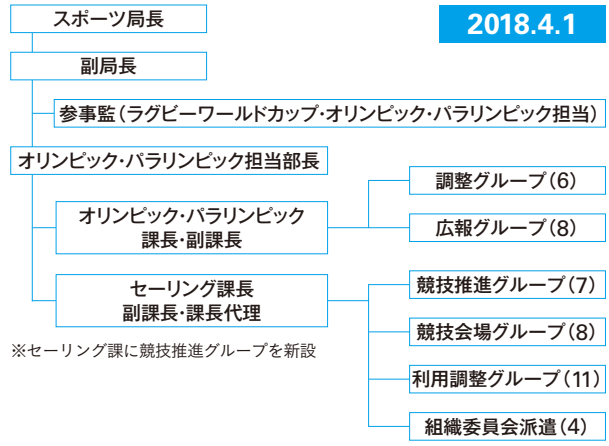 スポーツ局長
2018.4.1
副局長
参事監（ラグビーワールドカップ・オリンピック・パラリンピック担当）
オリンピック・パラリンピック担当部長
調整グループ（6）
オリンピック・パラリンピック
課長・副課長
広報グループ（8）
セーリング課長
副課長・課長代理
競技推進グループ（7）
競技会場グループ（8）
※セーリング課に競技推進グループを新設
利用調整グループ（11）
組織委員会派遣（4）